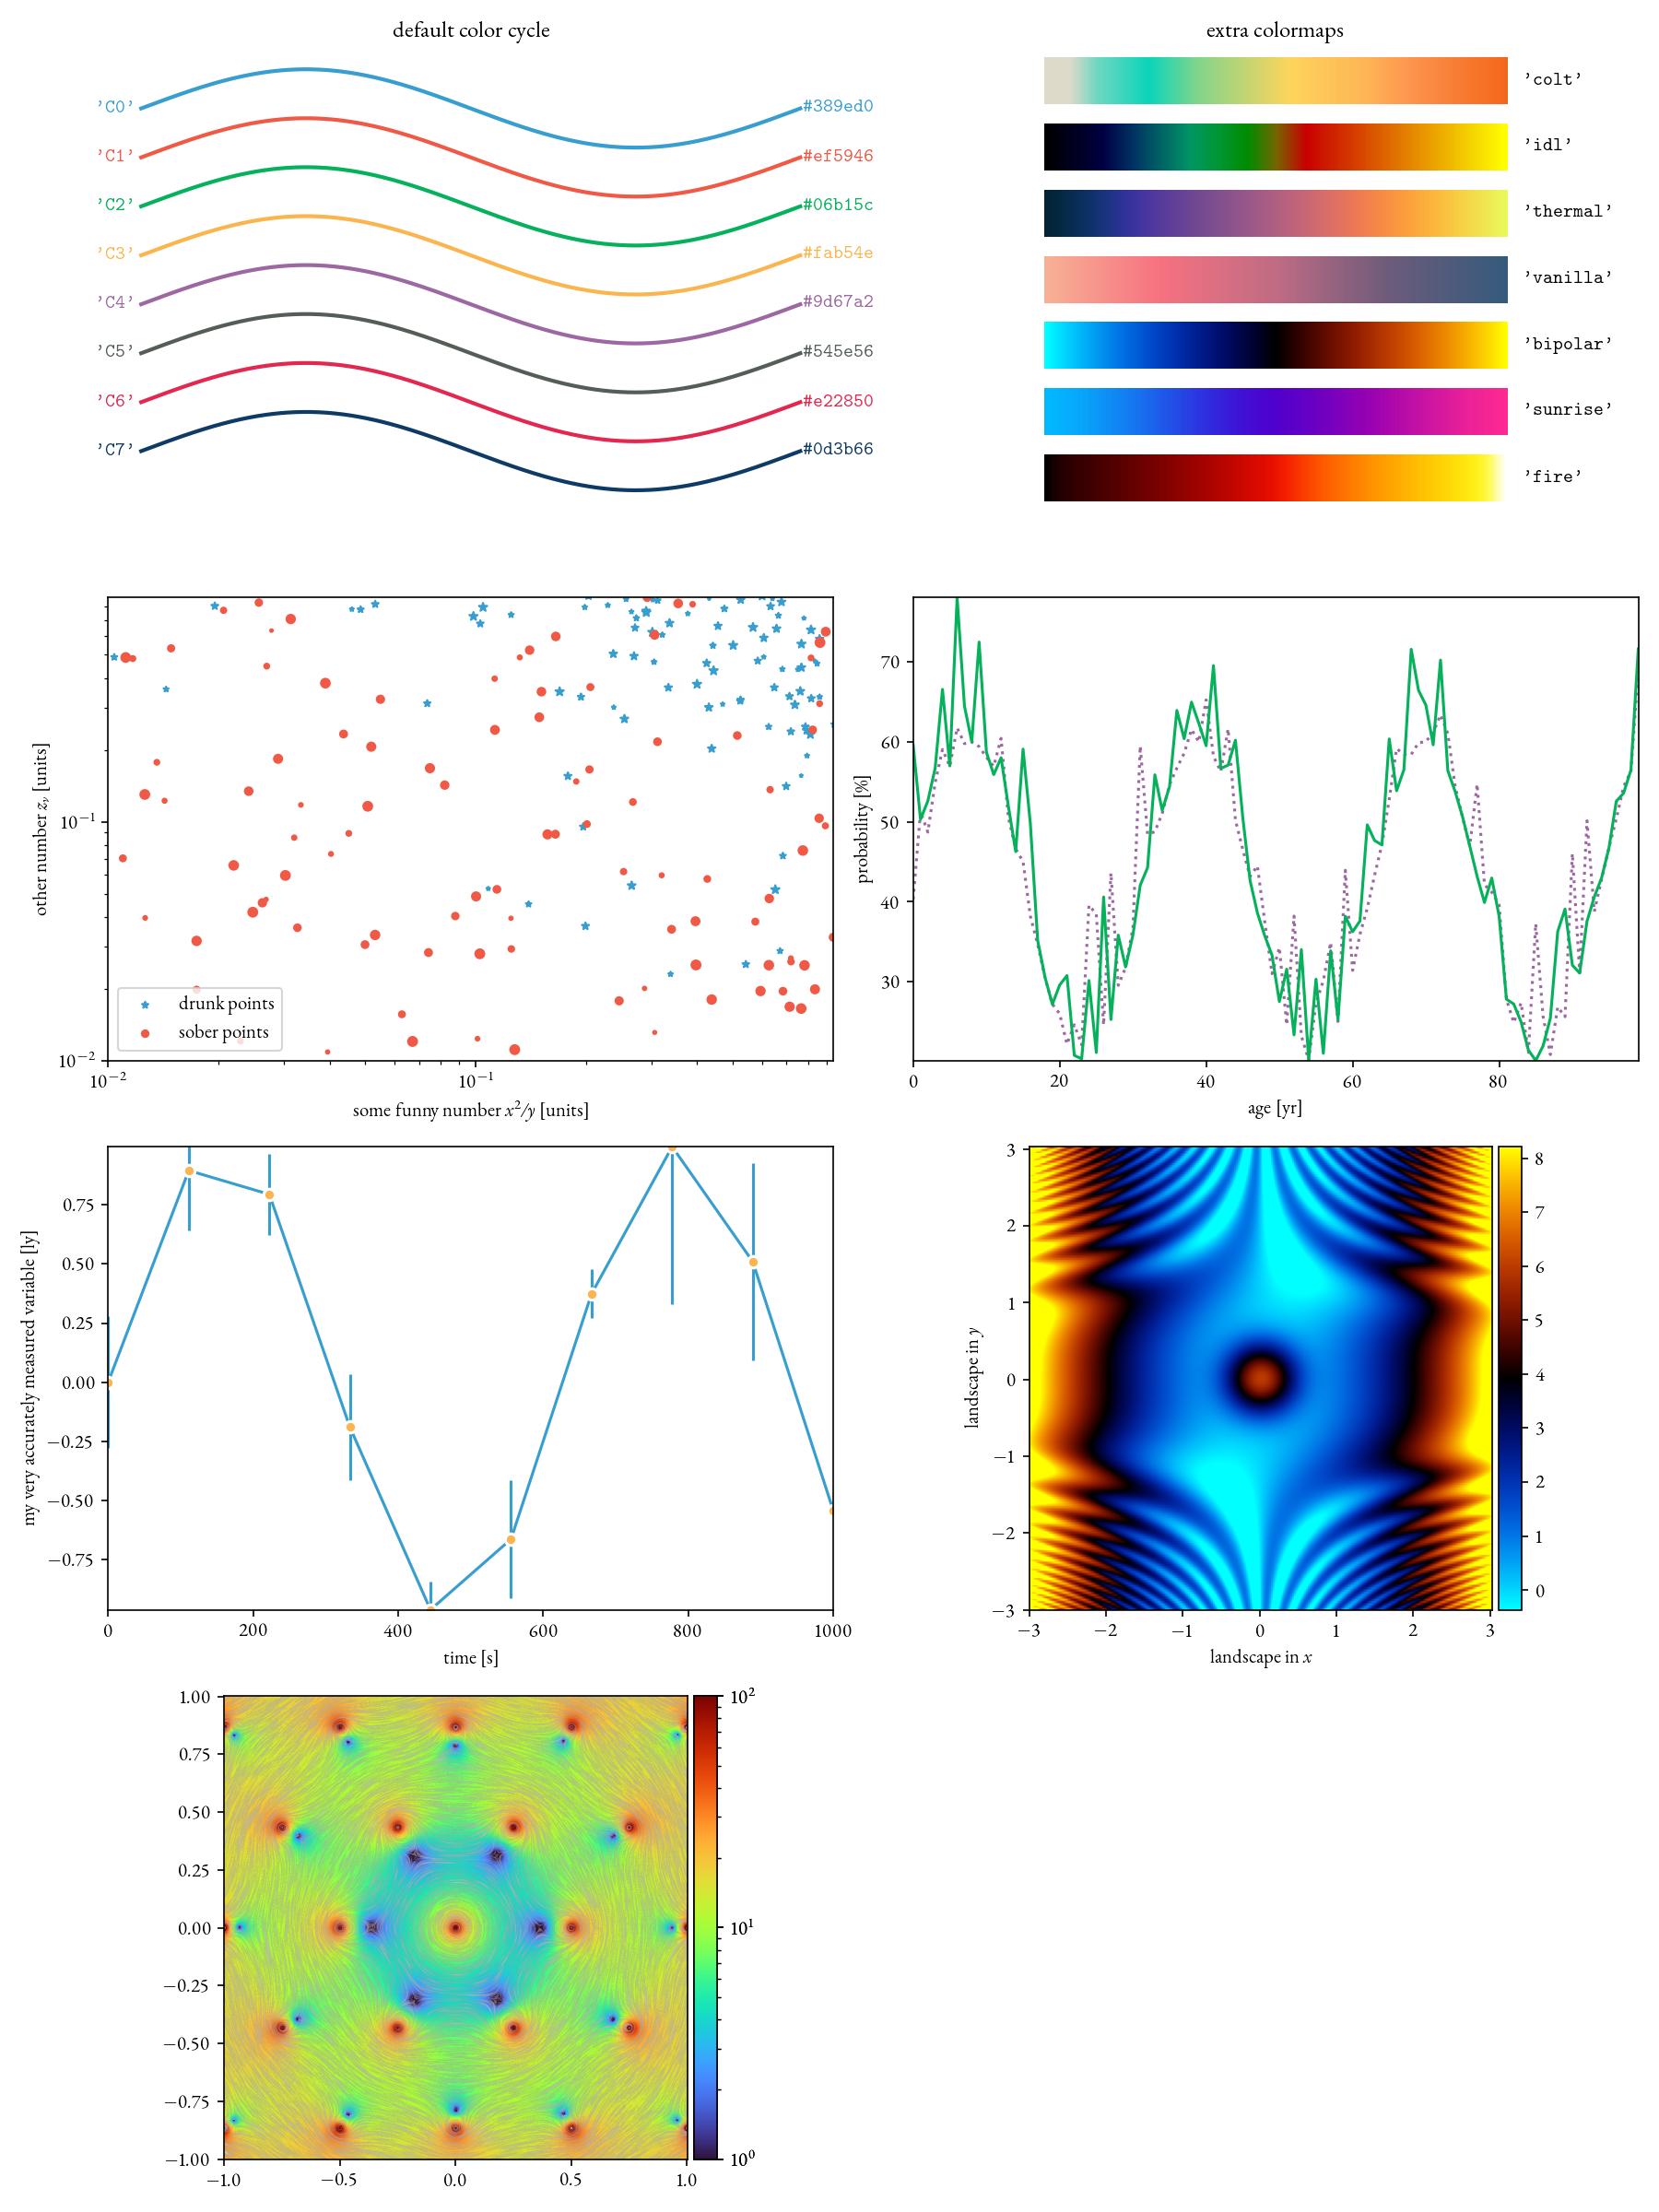 default color cycle
'C0' #389ed0
'C1' #ef5946
'C2' #06b15c
'C3' #fab54e
'C4' #9d67a2
'C5' #545e56
'C6' #e22850
'C7' #0d3b66
extra colormaps
'colt'
'idl'
'thermal'
'vanilla'
'bipolar'
'sunrise'
'fire'
other number z_ν [units]
10⁻¹
10⁻²
drunk points
sober points
10⁻² 10⁻¹
some funny number x²/y [units]
probability [%]
70
60
50
40
30
0 20 40 60 80
age [yr]
my very accurately measured variable [ly]
0.75
0.50
0.25
0.00
−0.25
−0.50
−0.75
0 200 400 600 800 1000
time [s]
landscape in y
3
2
1
0
−1
−2
−3
−3 −2 −1 0 1 2 3
landscape in x
8
7
6
5
4
3
2
1
0
1.00
0.75
0.50
0.25
0.00
−0.25
−0.50
−0.75
−1.00
−1.0 −0.5 0.0 0.5 1.0
10²
10¹
10⁰